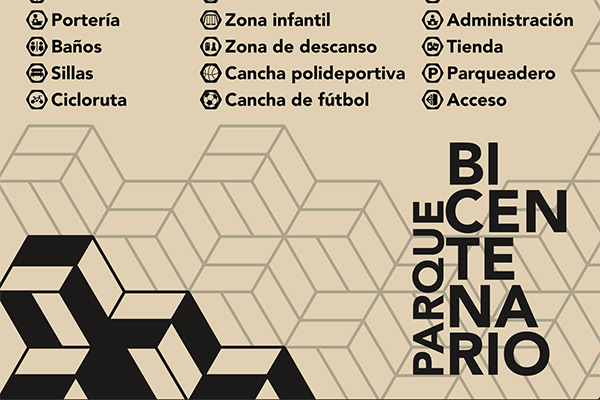 Portería
Baños
Sillas
Cicloruta
Zona infantil
Zona de descanso
Cancha polideportiva
Cancha de fútbol
Administración
Tienda
P Parqueadero
Acceso
PARQUE
BI
CEN
TE
NA
RIO